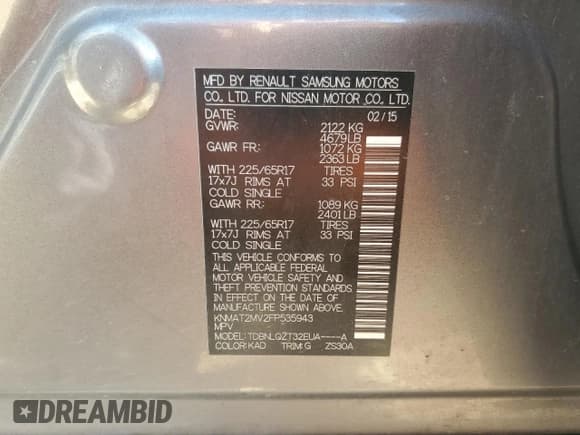 MFD BY RENAULT SAMSUNG MOTORS
CO., LTD. FOR NISSAN MOTOR CO., LTD.
DATE: 02/15
GVWR: 2122 KG
4679 LB
GAWR FR: 1072 KG
2363 LB
WITH 225/65R17 TIRES
17x7J RIMS AT 33 PSI
COLD SINGLE
GAWR RR: 1089 KG
2401 LB
WITH 225/65R17 TIRES
17x7J RIMS AT 33 PSI
COLD SINGLE
THIS VEHICLE CONFORMS TO
ALL APPLICABLE FEDERAL
MOTOR VEHICLE SAFETY AND
THEFT PREVENTION STANDARDS
IN EFFECT ON THE DATE OF
MANUFACTURE SHOWN ABOVE.
KNMAT2MV2FP535943
MPV
MODEL: TDBNLQZT32EUA----A
COLOR: KAD TRIM: G ZS30A
DREAMBID